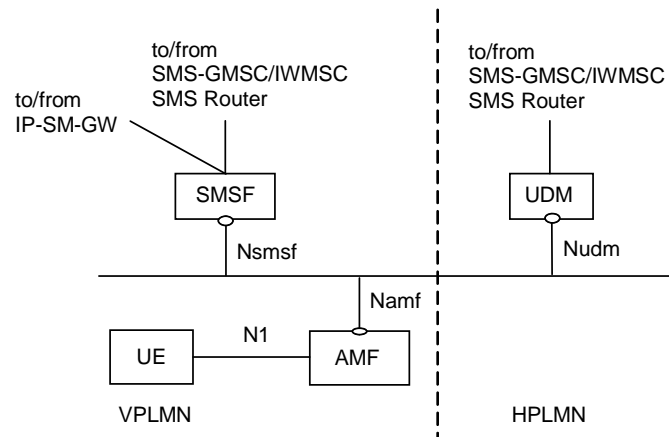 to/from
SMS-GMSC/IWMSC
SMS Router
to/from
IP-SM-GW
SMSF
Nsmsf
to/from
SMS-GMSC/IWMSC
SMS Router
UDM
Nudm
Namf
UE
N1
AMF
VPLMN
HPLMN